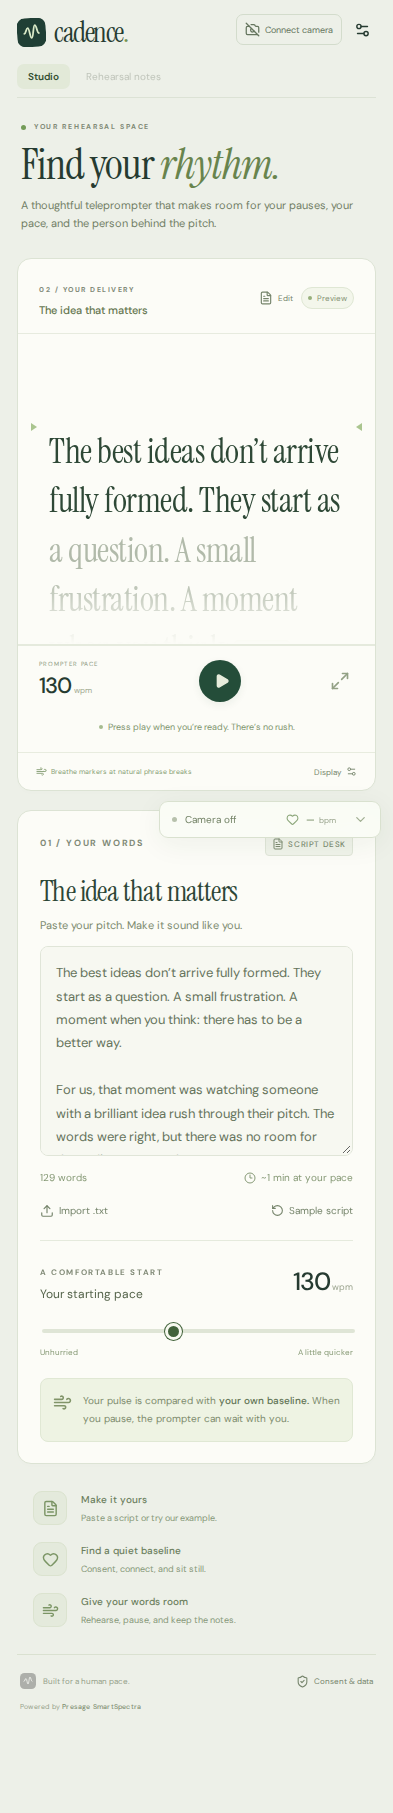 cadence.
Connect camera
Studio
Rehearsal notes
YOUR REHEARSAL SPACE
Find your rhythm.
A thoughtful teleprompter that makes room for your pauses, your
pace, and the person behind the pitch.
02 / YOUR DELIVERY
The idea that matters
Edit
Preview
The best ideas don’t arrive
fully formed. They start as
a question. A small
frustration. A moment
PROMPTER PACE
130 wpm
Press play when you’re ready. There’s no rush.
Breathe markers at natural phrase breaks
Display
Camera off
— bpm
01 / YOUR WORDS
SCRIPT DESK
The idea that matters
Paste your pitch. Make it sound like you.
The best ideas don’t arrive fully formed. They
start as a question. A small frustration. A
moment when you think: there has to be a
better way.
For us, that moment was watching someone
with a brilliant idea rush through their pitch. The
words were right, but there was no room for
129 words
~1 min at your pace
Import .txt
Sample script
A COMFORTABLE START
Your starting pace
130 wpm
Unhurried
A little quicker
Your pulse is compared with your own baseline. When
you pause, the prompter can wait with you.
Make it yours
Paste a script or try our example.
Find a quiet baseline
Consent, connect, and sit still.
Give your words room
Rehearse, pause, and keep the notes.
Built for a human pace.
Consent & data
Powered by Presage SmartSpectra